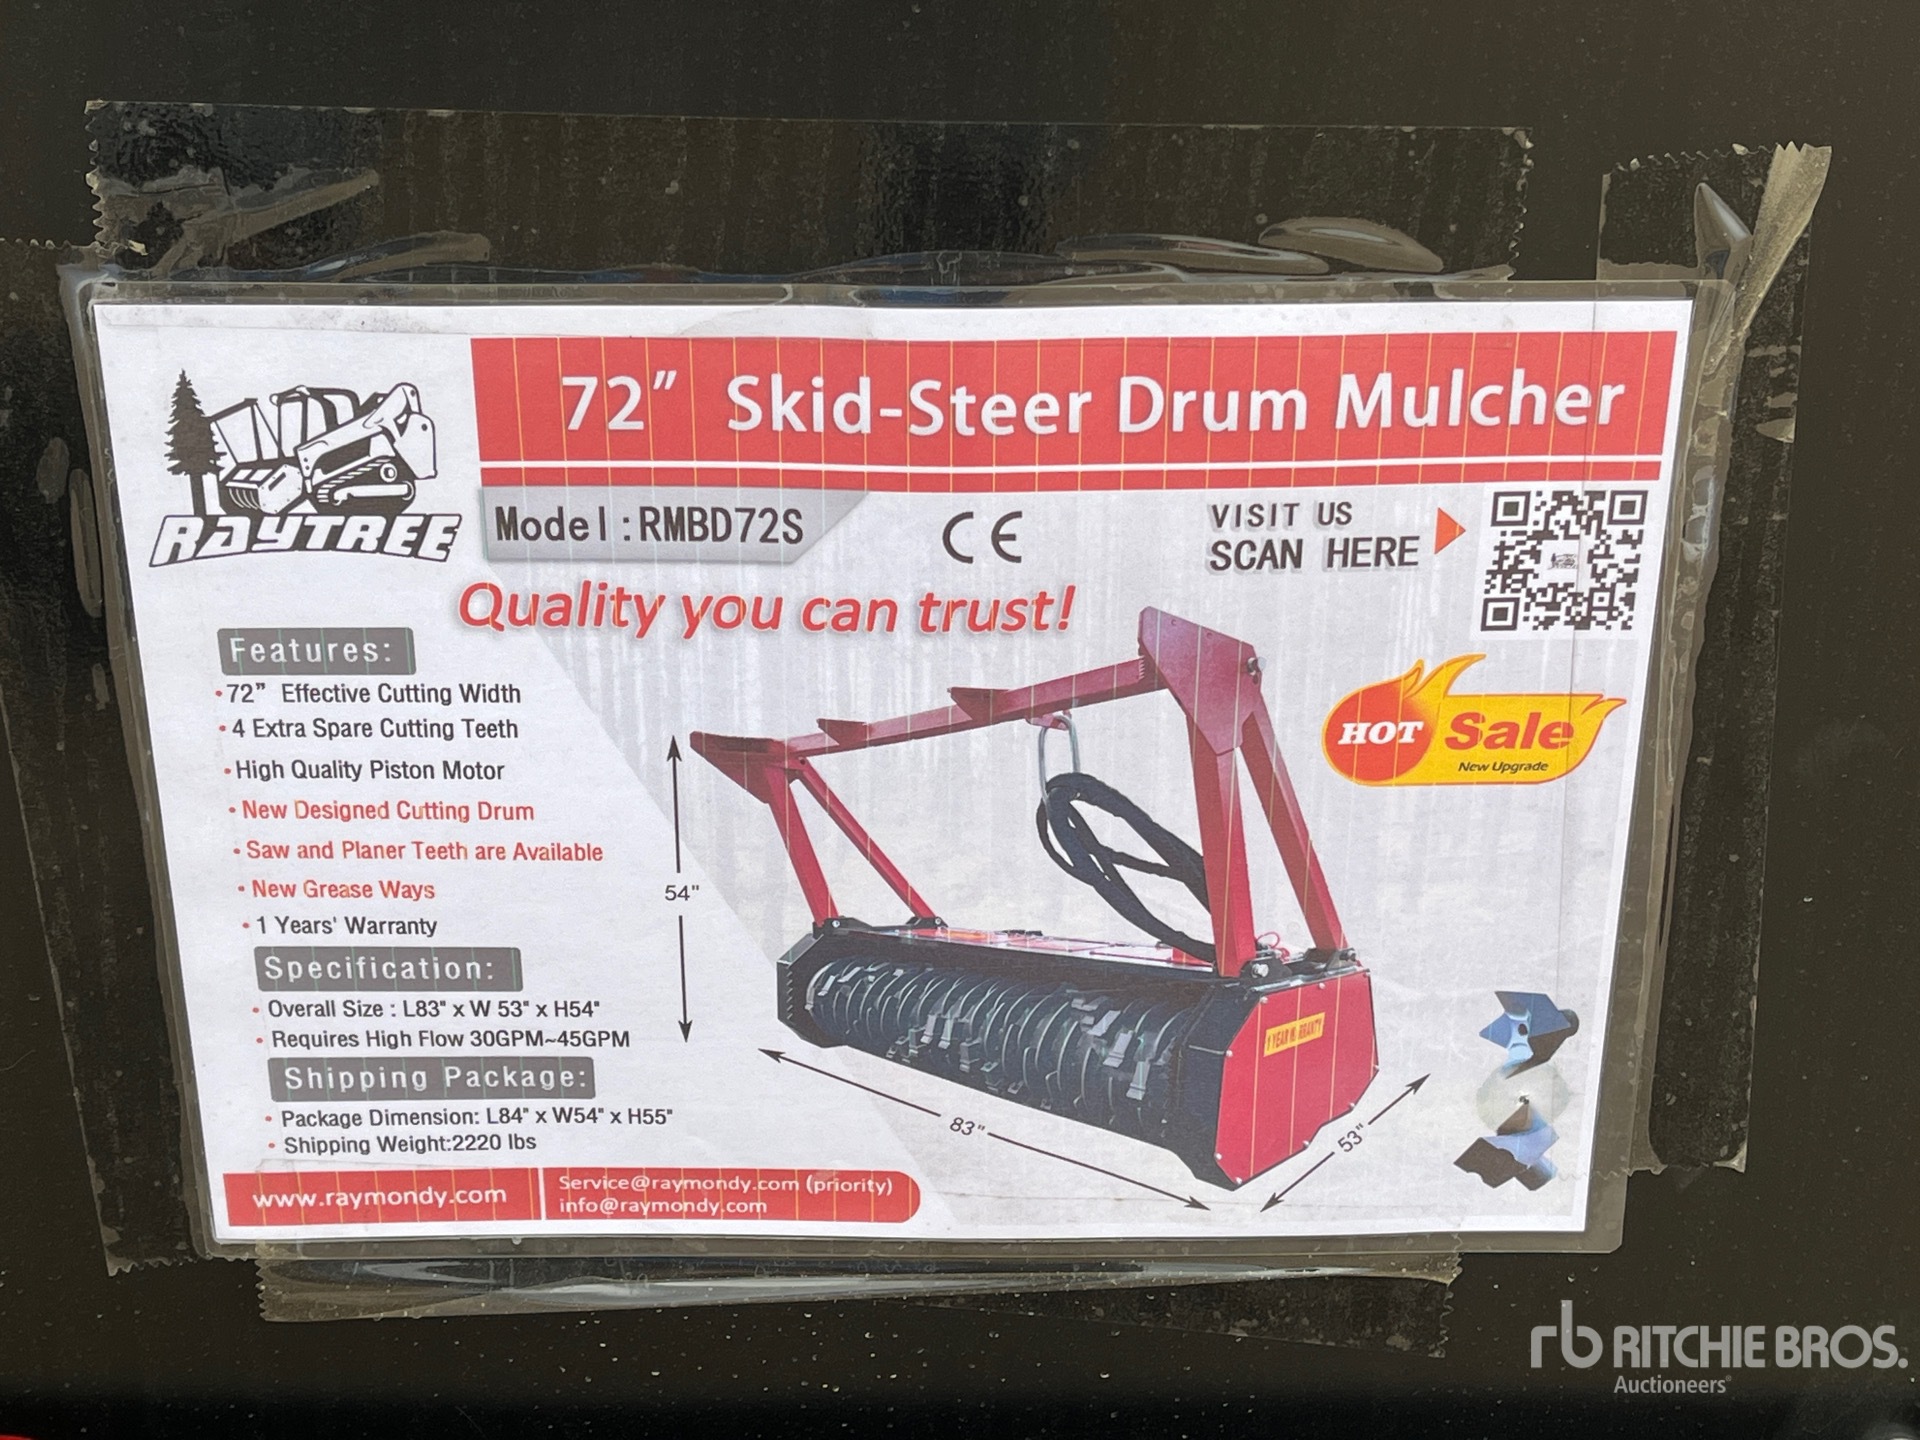 72" Skid-Steer Drum Mulcher
RAYTREE
Model:RMBD72S
CE
VISIT US
SCAN HERE
Quality you can trust!
Features:
•72" Effective Cutting Width
• 4 Extra Spare Cutting Teeth
•High Quality Piston Motor
• New Designed Cutting Drum
• Saw and Planer Teeth are Available
• New Grease Ways
• 1 Years' Warranty
Specification:
• Overall Size : L83" x W 53" x H54"
• Requires High Flow 30GPM~45GPM
Shipping Package:
• Package Dimension: L84" x W54" x H55"
• Shipping Weight:2220 lbs
www.raymondy.com
Service@raymondy.com (priority)
info@raymondy.com
HOT Sale
New Upgrade
54"
1 YEAR WARRANTY
83"
53"
rb RITCHIE BROS.
Auctioneers®